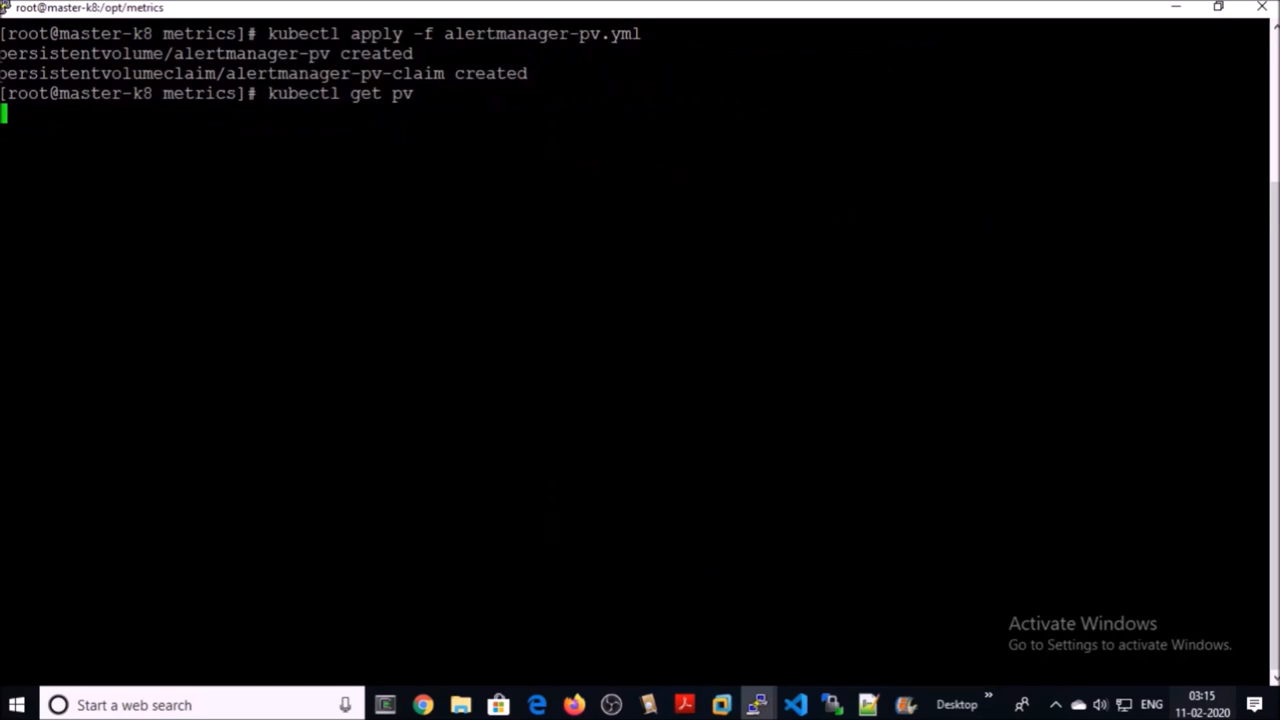 root@master-k8:/opt/metrics
[root@master-k8 metrics]# kubectl apply -f alertmanager-pv.yml
persistentvolume/alertmanager-pv created
persistentvolumeclaim/alertmanager-pv-claim created
[root@master-k8 metrics]# kubectl get pv
Activate Windows
Go to Settings to activate Windows.
Start a web search
Desktop
ENG
03:15
11-02-2020